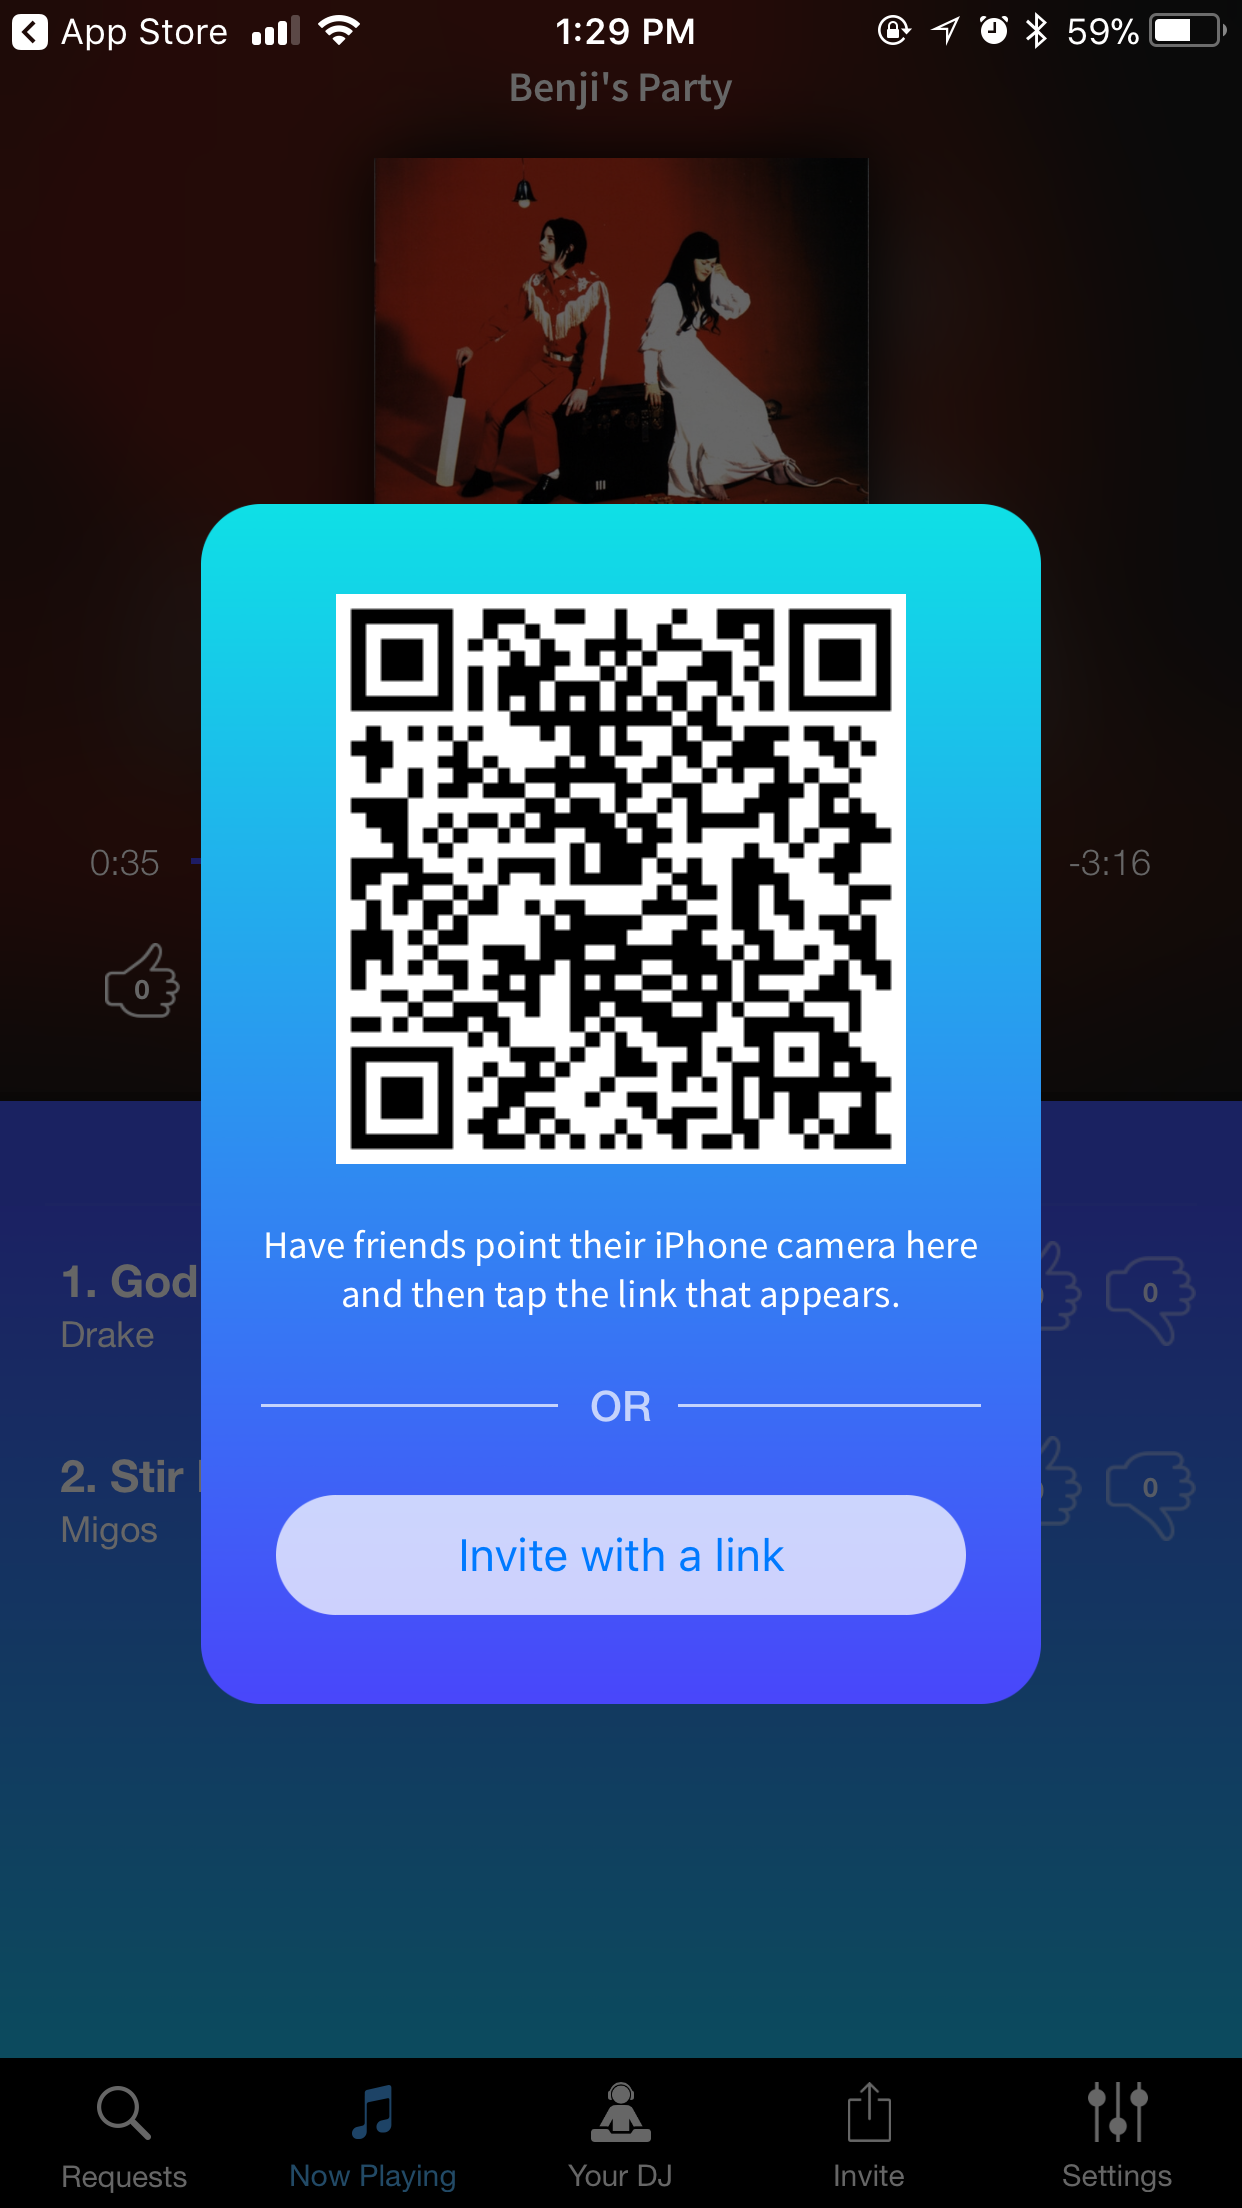 App Store
1:29 PM
59%
Benji's Party
0:35
-3:16
0
Have friends point their iPhone camera here
and then tap the link that appears.
1. God
Drake
0
OR
2. Stir
Migos
0
Invite with a link
Requests
Now Playing
Your DJ
Invite
Settings